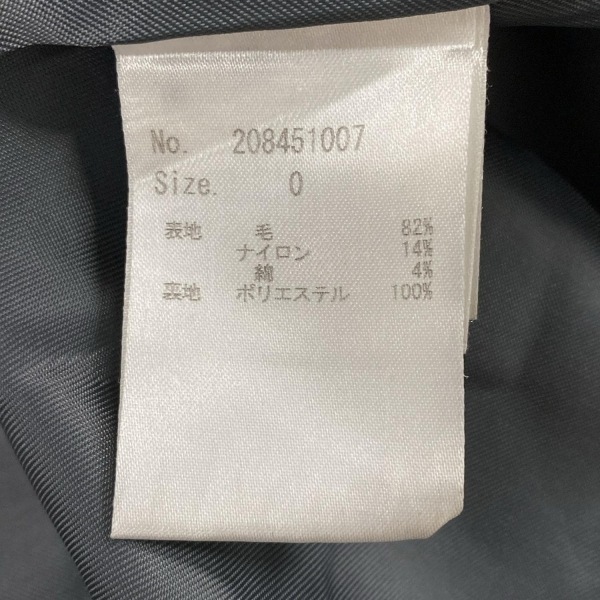 No. 208451007
Size. 0
表地 毛 82%
ナイロン 14%
綿 4%
裏地 ポリエステル 100%